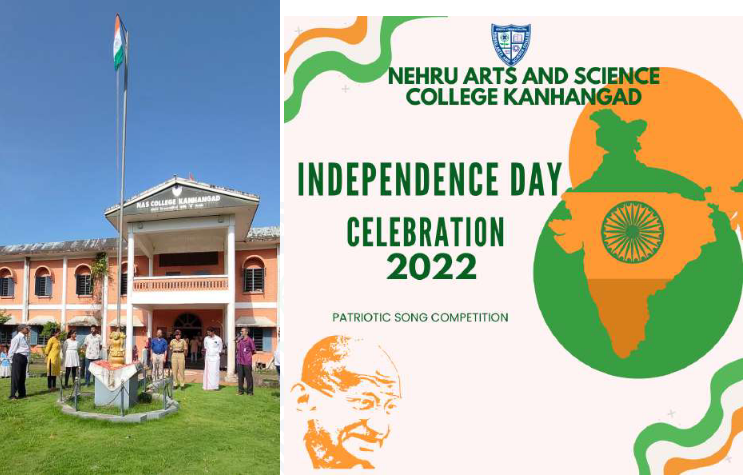 NAS COLLEGE KANHANGAD
NEHRU ARTS AND SCIENCE
COLLEGE KANHANGAD
INDEPENDENCE DAY
CELEBRATION
2022
PATRIOTIC SONG COMPETITION